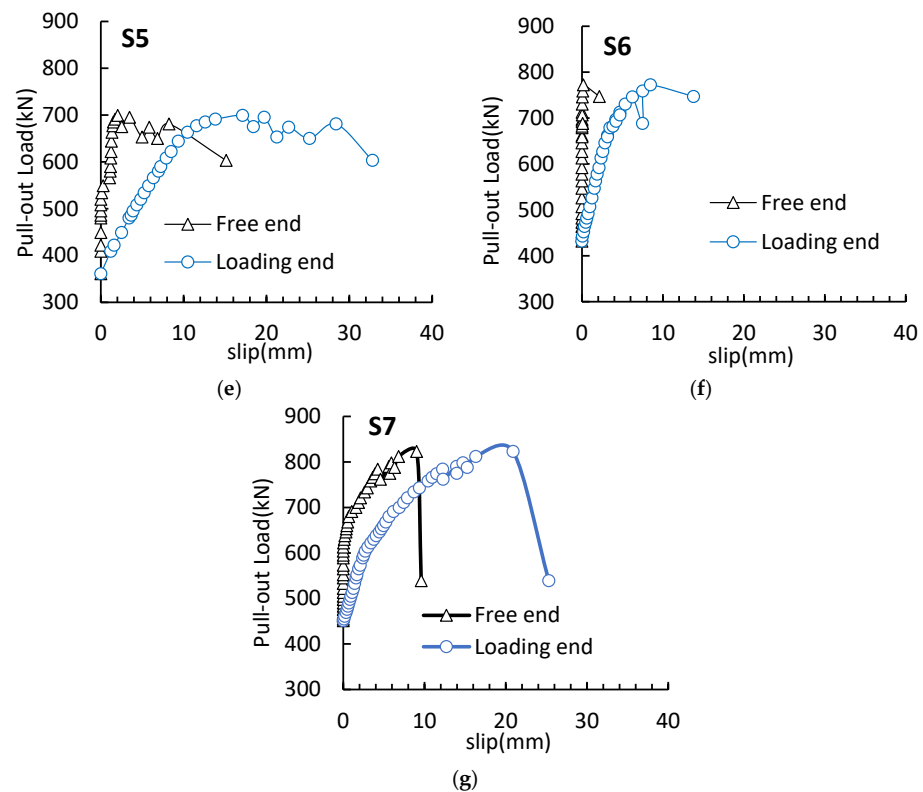 S5
900
800
700
600
500
400
300
Pull-out Load(kN)
Free end
Loading end
0 10 20 30 40
slip(mm)
(e)
S6
900
800
700
600
500
400
300
Pull-out Load(kN)
Free end
Loading end
0 10 20 30 40
slip(mm)
(f)
S7
900
800
700
600
500
400
300
Pull-out Load(kN)
Free end
Loading end
0 10 20 30 40
slip(mm)
(g)